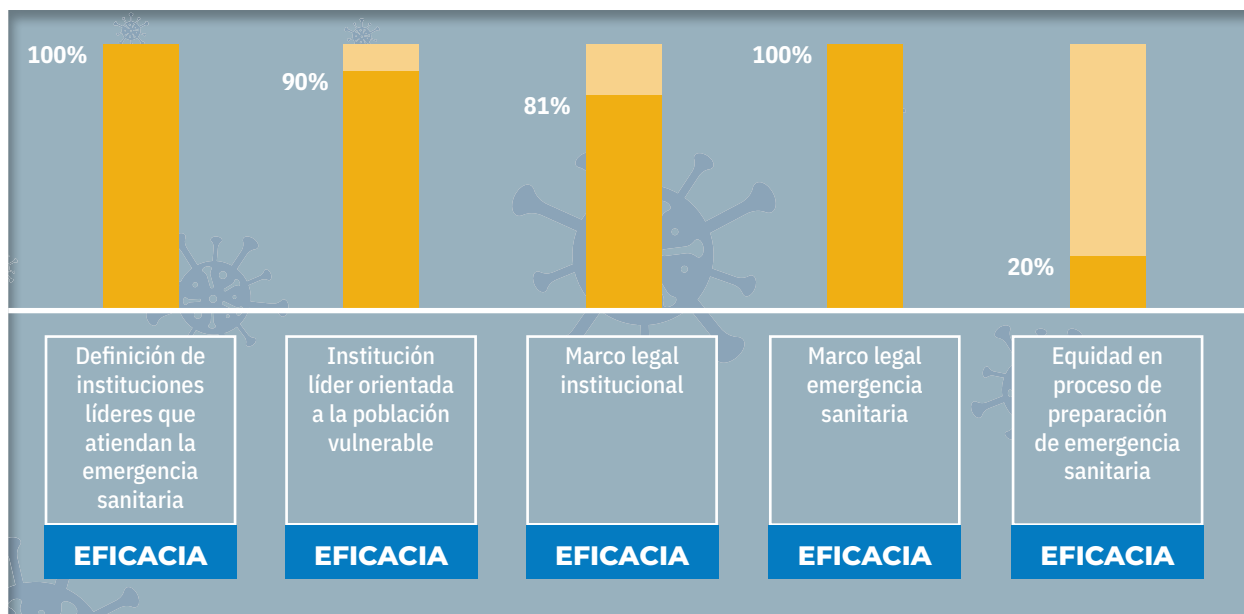 100%
90%
81%
100%
20%
Definición de
instituciones
líderes que
atiendan la
emergencia
sanitaria
EFICACIA
Institución
líder orientada
a la población
vulnerable
EFICACIA
Marco legal
institucional
EFICACIA
Marco legal
emergencia
sanitaria
EFICACIA
Equidad en
proceso de
preparación
de emergencia
sanitaria
EFICACIA